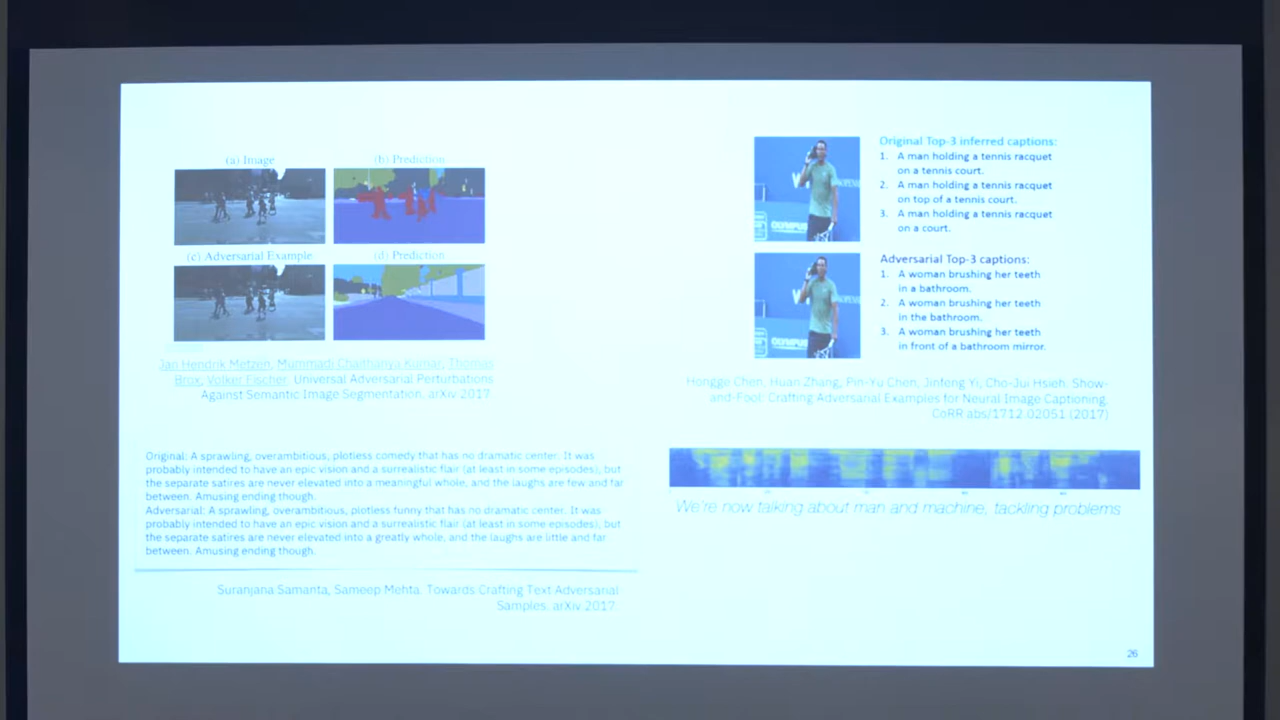 (a) Image
(b) Prediction
(c) Adversarial Example
(d) Prediction
Jan Hendrik Metzen, Mummadi Chaithanya Kumar, Thomas
Brox, Volker Fischer: Universal Adversarial Perturbations
Against Semantic Image Segmentation. arXiv 2017.
Original Top-3 inferred captions:
1. A man holding a tennis racquet
on a tennis court.
2. A man holding a tennis racquet
on top of a tennis court.
3. A man holding a tennis racquet
on a court.
OLYMPUS
Adversarial Top-3 captions:
1. A woman brushing her teeth
in a bathroom.
2. A woman brushing her teeth
in the bathroom.
3. A woman brushing her teeth
in front of a bathroom mirror.
Hongge Chen, Huan Zhang, Pin-Yu Chen, Jinfeng Yi, Cho-Jui Hsieh. Show-
and-Fool: Crafting Adversarial Examples for Neural Image Captioning.
CoRR abs/1712.02051 (2017)
Original: A sprawling, overambitious, plotless comedy that has no dramatic center. It was
probably intended to have an epic vision and a surrealistic flair (at least in some episodes), but
the separate satires are never elevated into a meaningful whole, and the laughs are few and far
between. Amusing ending though.
Adversarial: A sprawling, overambitious, plotless funny that has no dramatic center. It was
probably intended to have an epic vision and a surrealistic flair (at least in some episodes), but
the separate satires are never elevated into a greatly whole, and the laughs are little and far
between. Amusing ending though.
Suranjana Samanta, Sameep Mehta. Towards Crafting Text Adversarial
Samples. arXiv 2017.
We're now talking about man and machine, tackling problems
26